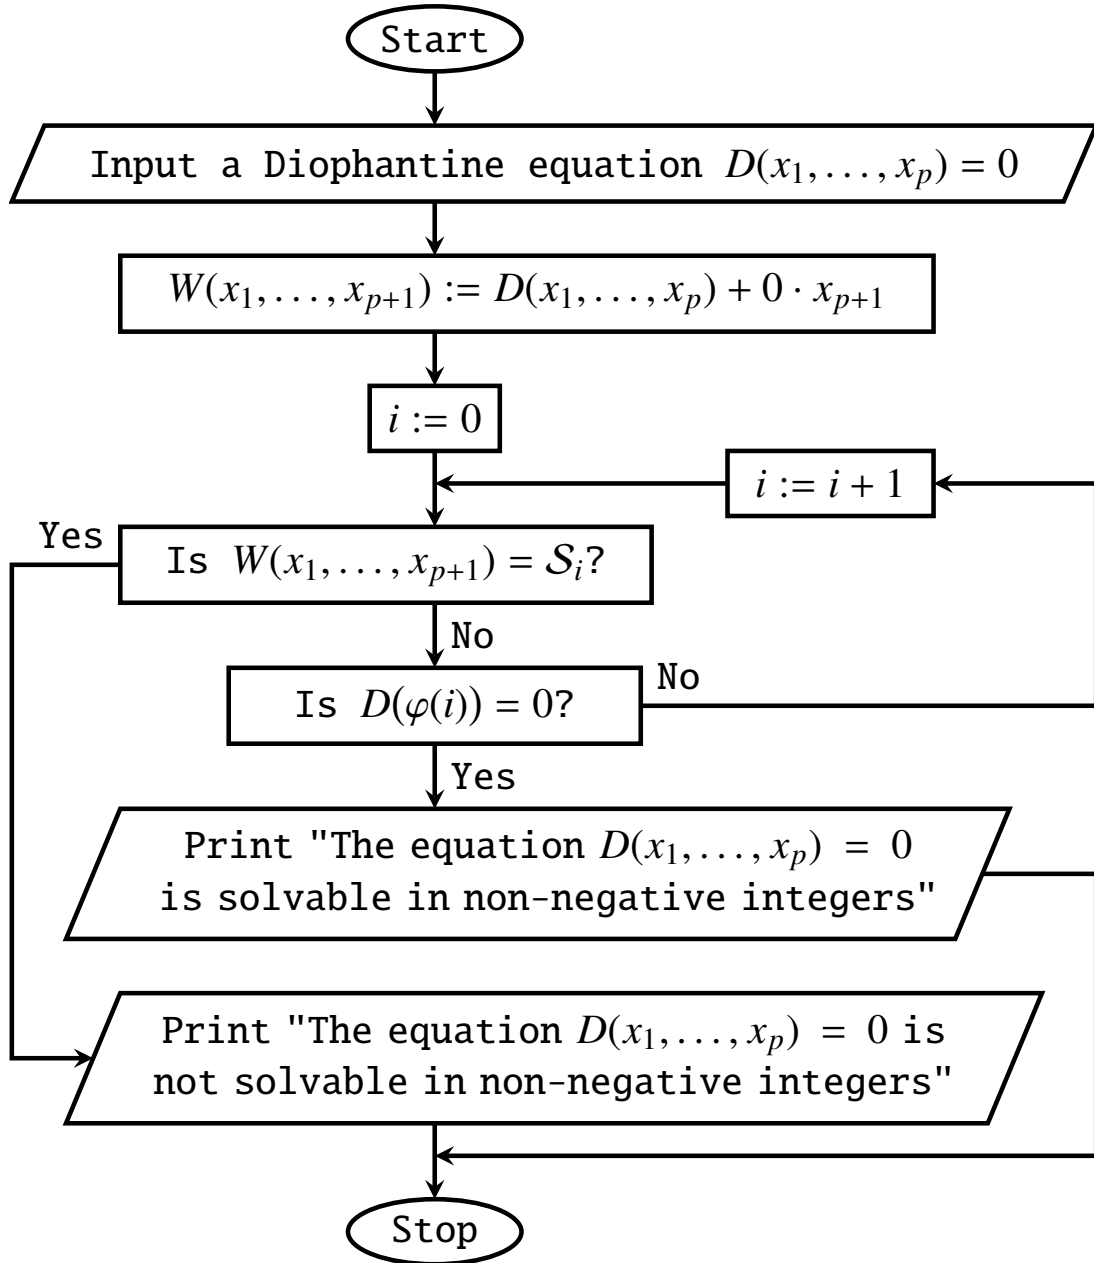 Start
Input a Diophantine equation D(x₁, . . . , xₚ) = 0
W(x₁, . . . , xₚ₊₁) := D(x₁, . . . , xₚ) + 0 · xₚ₊₁
i := 0
i := i + 1
Yes
Is W(x₁, . . . , xₚ₊₁) = 𝒮ᵢ?
No
Is D(φ(i)) = 0?
No
Yes
Print "The equation D(x₁, . . . , xₚ) = 0
is solvable in non-negative integers"
Print "The equation D(x₁, . . . , xₚ) = 0 is
not solvable in non-negative integers"
Stop